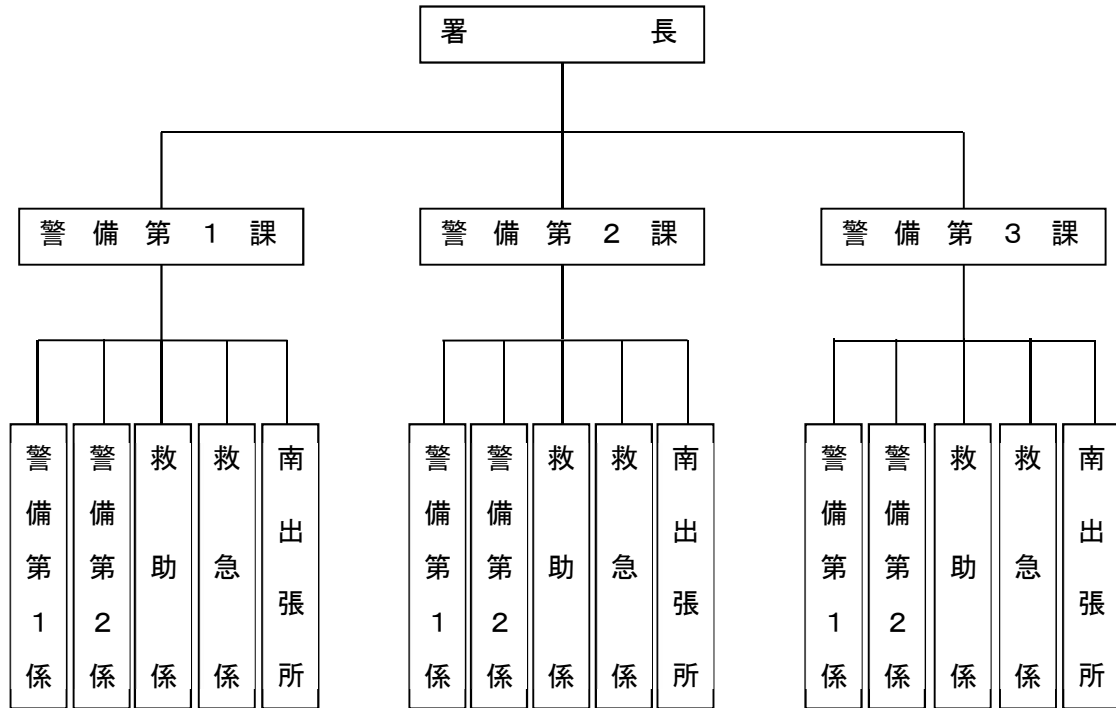 署長
警備第1課
警備第2課
警備第3課
警備第1係
警備第2係
救助係
救急係
南出張所
警備第1係
警備第2係
救助係
救急係
南出張所
警備第1係
警備第2係
救助係
救急係
南出張所